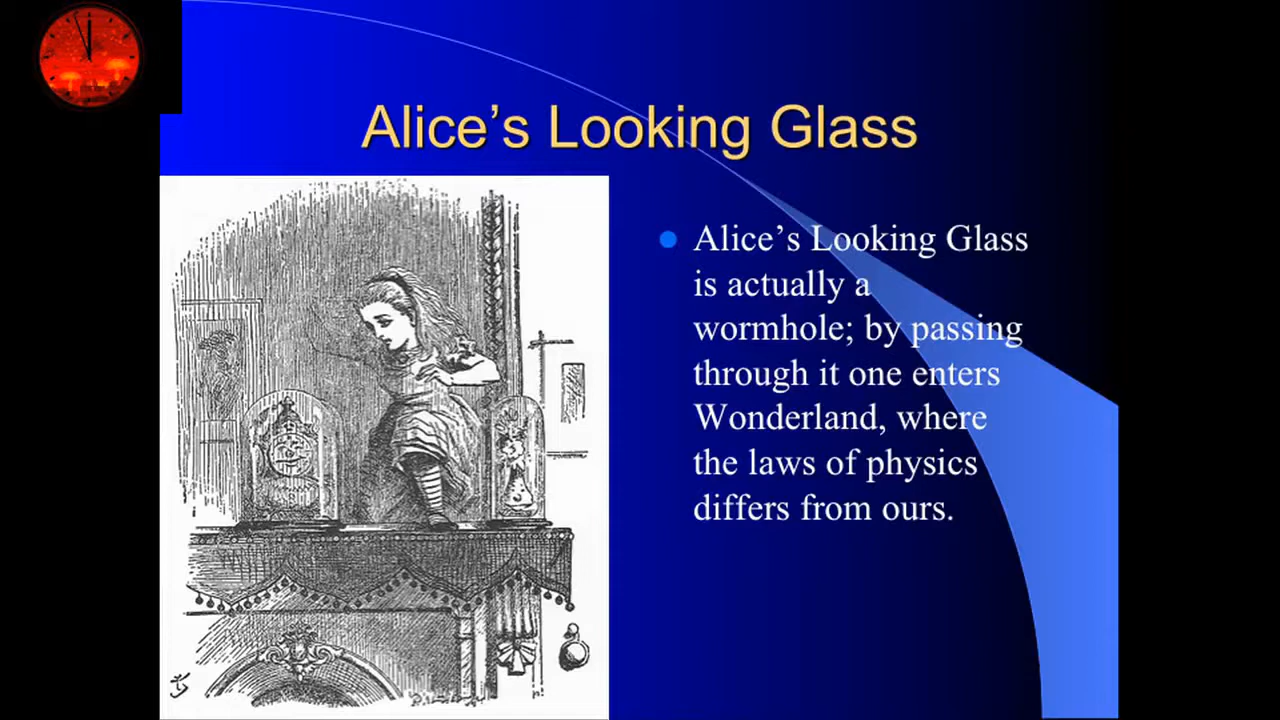 Alice’s Looking Glass
Alice’s Looking Glass
is actually a
wormhole; by passing
through it one enters
Wonderland, where
the laws of physics
differs from ours.